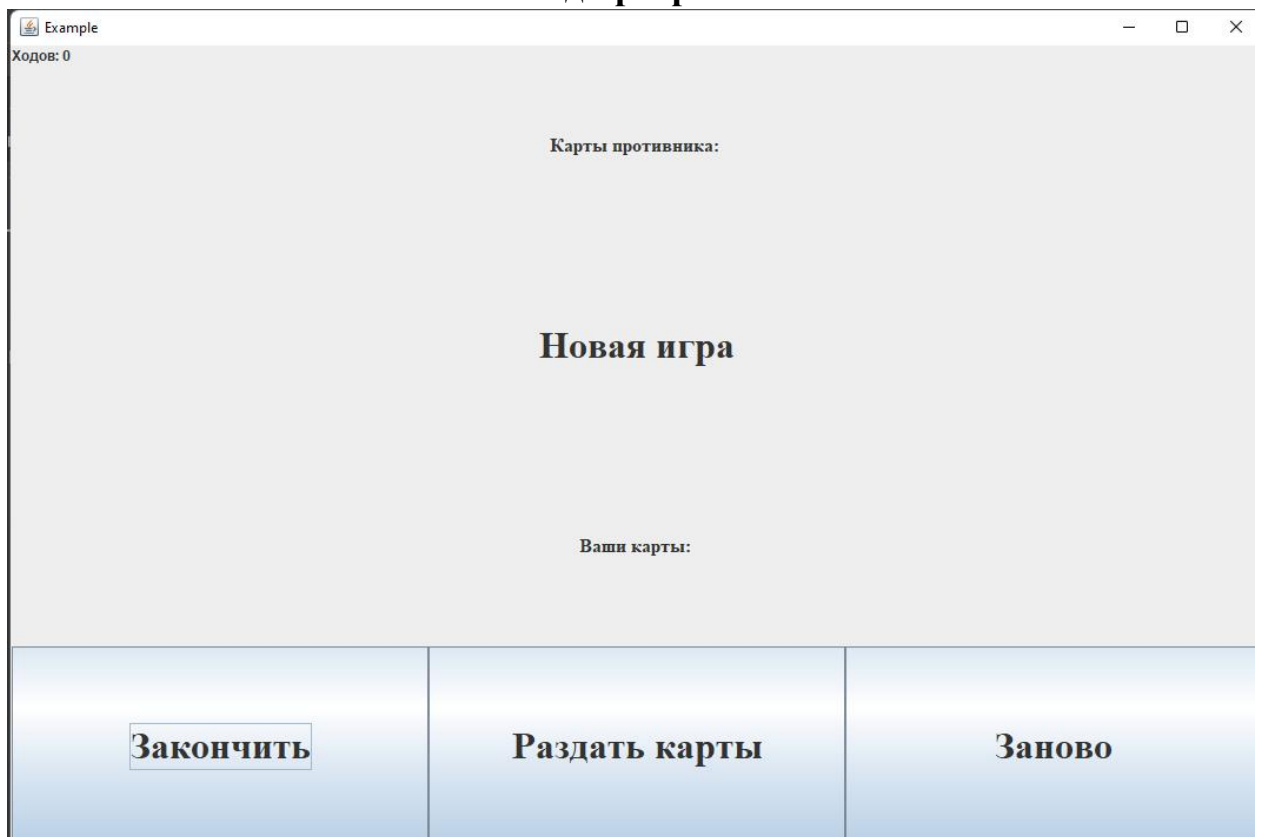 Example
Ходов: 0
Карты противника:
Новая игра
Ваши карты:
Закончить
Раздать карты
Заново